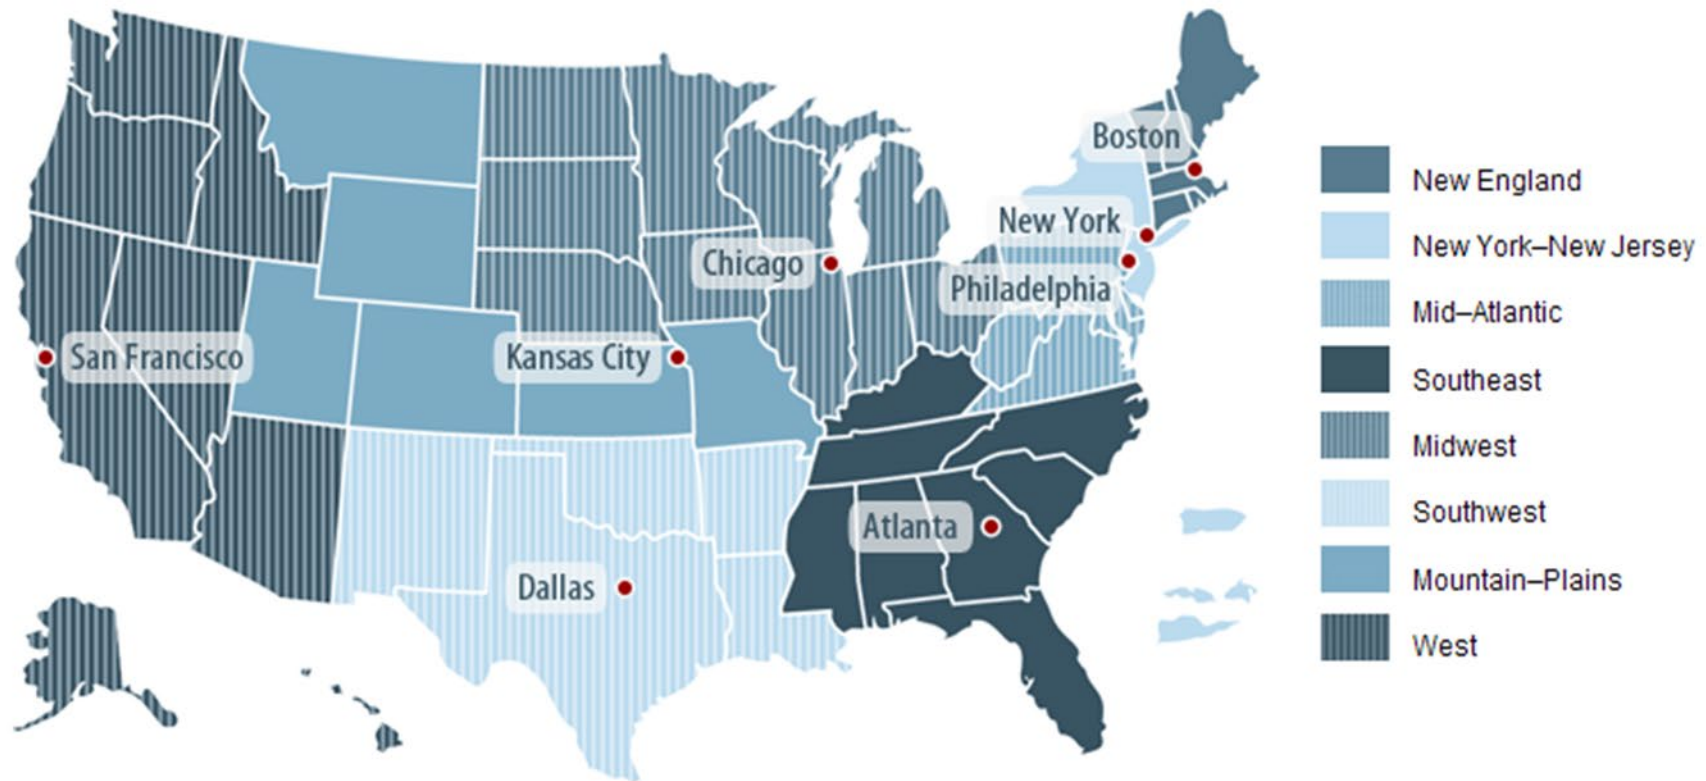 Boston
New York
Chicago
Philadelphia
San Francisco
Kansas City
Atlanta
Dallas
New England
New York–New Jersey
Mid–Atlantic
Southeast
Midwest
Southwest
Mountain–Plains
West